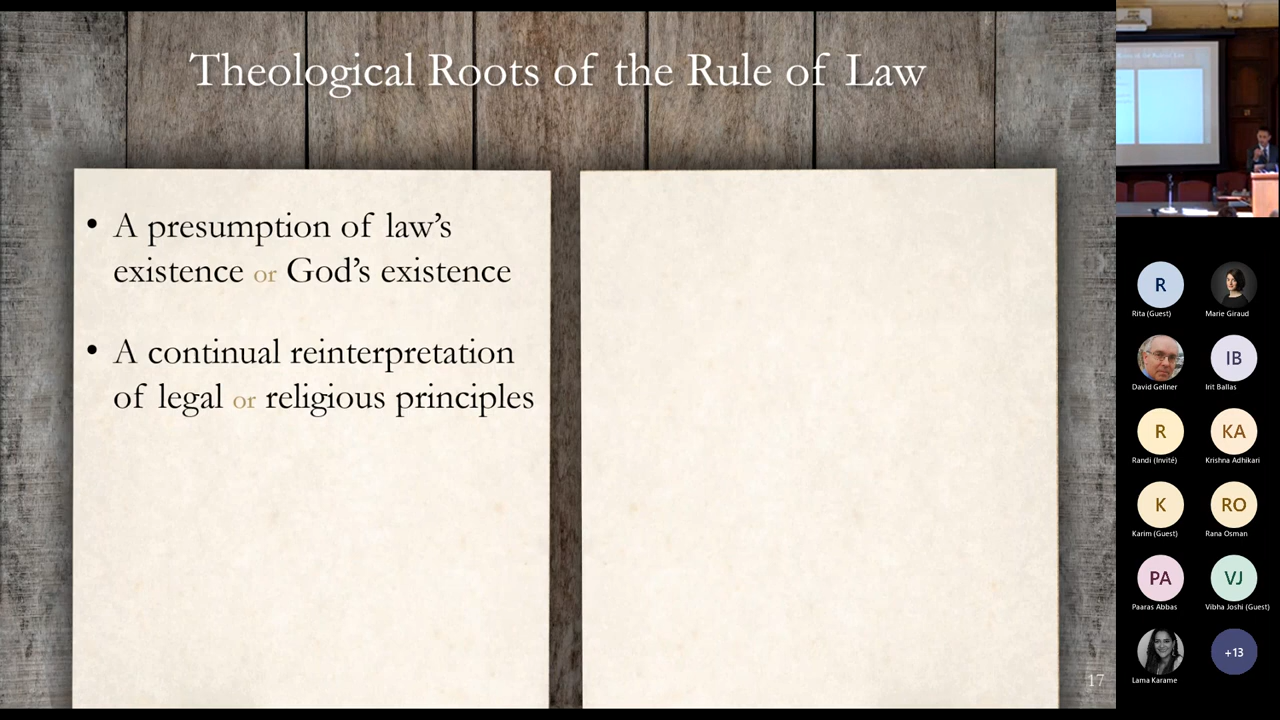 Theological Roots of the Rule of Law
• A presumption of law’s
existence or God’s existence
• A continual reinterpretation
of legal or religious principles
17
R
Rita (Guest)
Marie Giraud
David Gellner
IB
Irit Ballas
R
Randi (Invité)
KA
Krishna Adhikari
K
Karim (Guest)
RO
Rana Osman
PA
Paaras Abbas
VJ
Vibha Joshi (Guest)
Lama Karame
+13